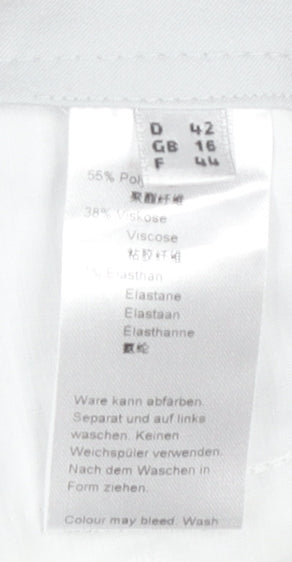 D 42
GB 16
F 44
55% Pol
聚酯纤维
38% Viskose
Viscose
粘胶纤维
% Elasthan
Elastane
Elastaan
Élasthanne
氨纶
Ware kann abfärben.
Separat und auf links
waschen. Keinen
Weichspüler verwenden.
Nach dem Waschen in
Form ziehen.
Colour may bleed. Wash